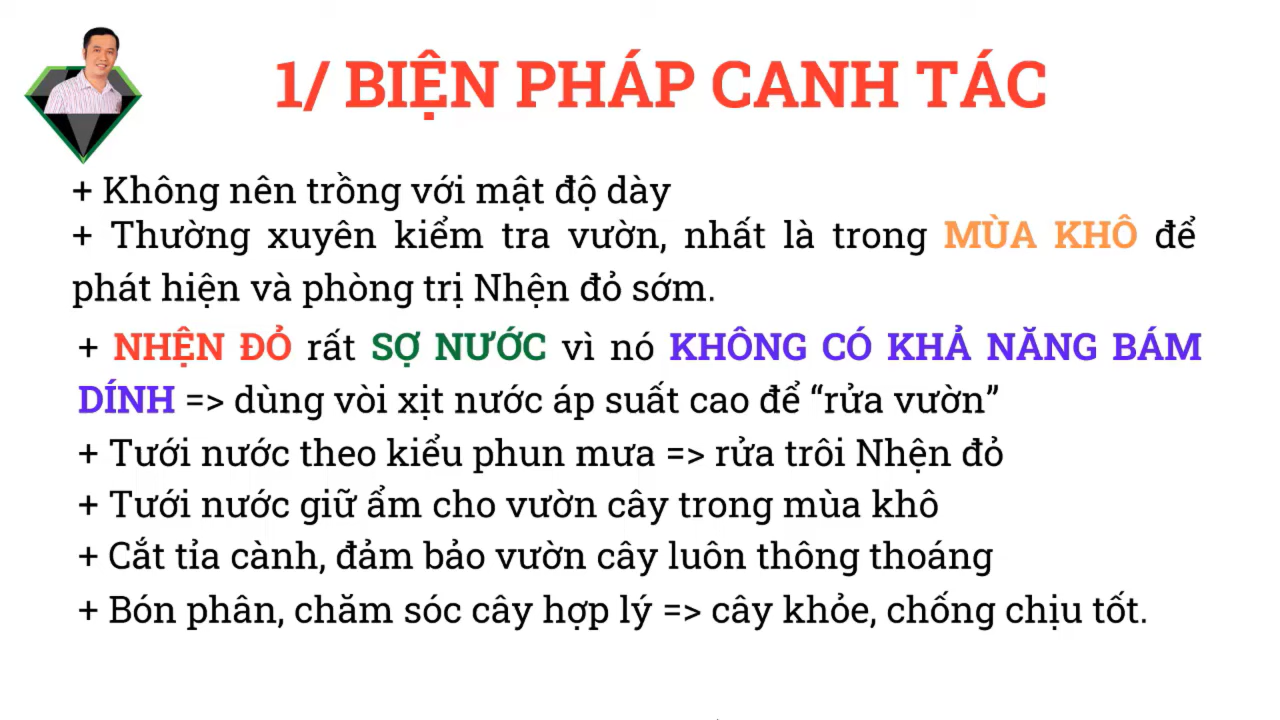 1/ BIỆN PHÁP CANH TÁC
+ Không nên trồng với mật độ dày
+ Thường xuyên kiểm tra vườn, nhất là trong MÙA KHÔ để
phát hiện và phòng trị Nhện đỏ sớm.
+ NHỆN ĐỎ rất SỢ NƯỚC vì nó KHÔNG CÓ KHẢ NĂNG BÁM
DÍNH => dùng vòi xịt nước áp suất cao để “rửa vườn”
+ Tưới nước theo kiểu phun mưa => rửa trôi Nhện đỏ
+ Tưới nước giữ ẩm cho vườn cây trong mùa khô
+ Cắt tỉa cành, đảm bảo vườn cây luôn thông thoáng
+ Bón phân, chăm sóc cây hợp lý => cây khỏe, chống chịu tốt.